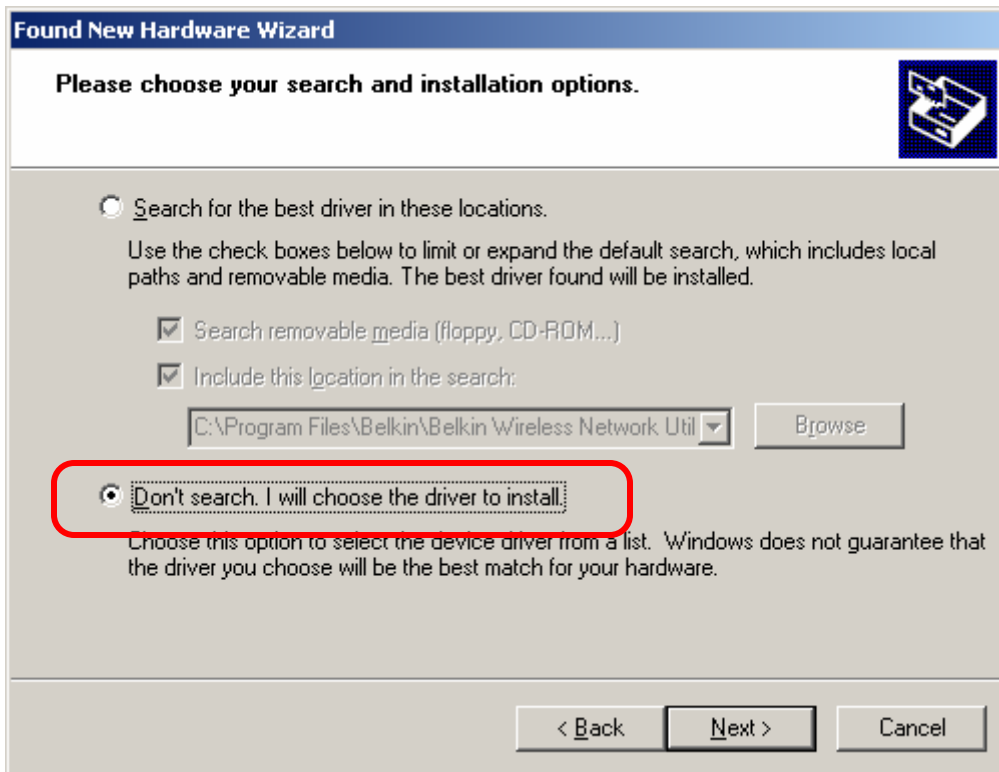 Found New Hardware Wizard
Please choose your search and installation options.
Search for the best driver in these locations.
Use the check boxes below to limit or expand the default search, which includes local
paths and removable media. The best driver found will be installed.
Search removable media (floppy, CD-ROM...)
Include this location in the search:
C:\Program Files\Belkin\Belkin Wireless Network Util
Browse
Don't search. I will choose the driver to install.
Choose this option to select the device driver from a list. Windows does not guarantee that
the driver you choose will be the best match for your hardware.
< Back
Next >
Cancel